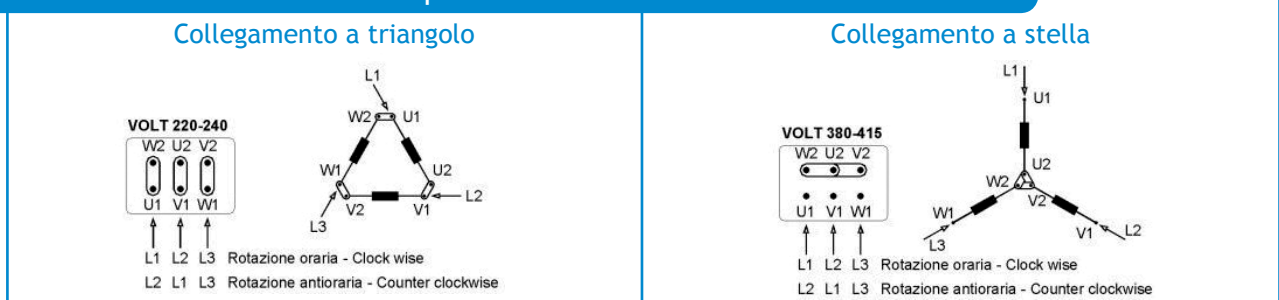 Collegamento a triangolo
VOLT 220-240
W2 U2 V2
U1 V1 W1
L1 L2 L3 Rotazione oraria - Clock wise
L2 L1 L3 Rotazione antioraria - Counter clockwise
L1
W2 U1
W1 U2
V2 V1
L2
L3
Collegamento a stella
VOLT 380-415
W2 U2 V2
U1 V1 W1
L1 L2 L3 Rotazione oraria - Clock wise
L2 L1 L3 Rotazione antioraria - Counter clockwise
L1
U1
U2
W2
V2
W1
V1 L2
L3